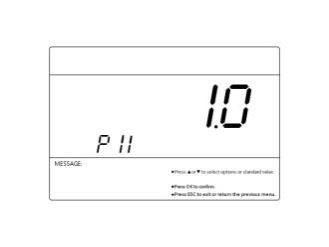 1.0
P11
MESSAGE:
•Press ▲or▼ to select options or standard value.
•Press OK to confirm.
•Press ESC to exit or return the previous menu.